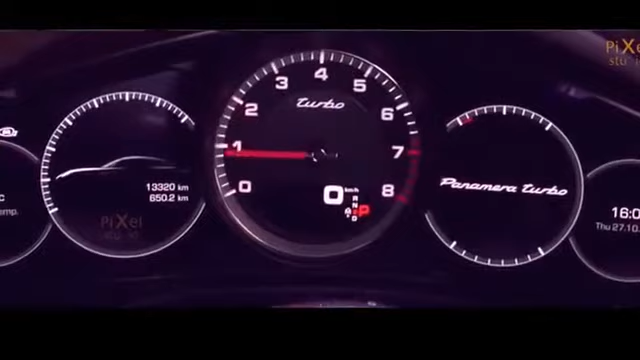 PiXel
stu
4
3
5
turbo
2
6
1
7
0
8
13320 km
650.2 km
PiXel
0 km/h
R
N
P
D
Panamera turbo
16:0
Thu 27.10
Temp.